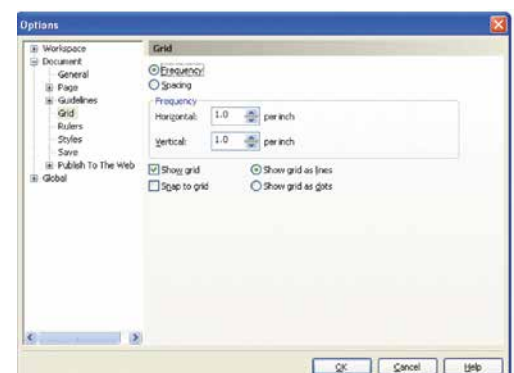 Options
Workspace
Document
General
Page
Guidelines
Grid
Rulers
Styles
Save
Publish To The Web
Global
Grid
Frequency
Spacing
Frequency
Horizontal: 1.0 per inch
Vertical: 1.0 per inch
Show grid Show grid as lines
Snap to grid Show grid as dots
OK Cancel Help